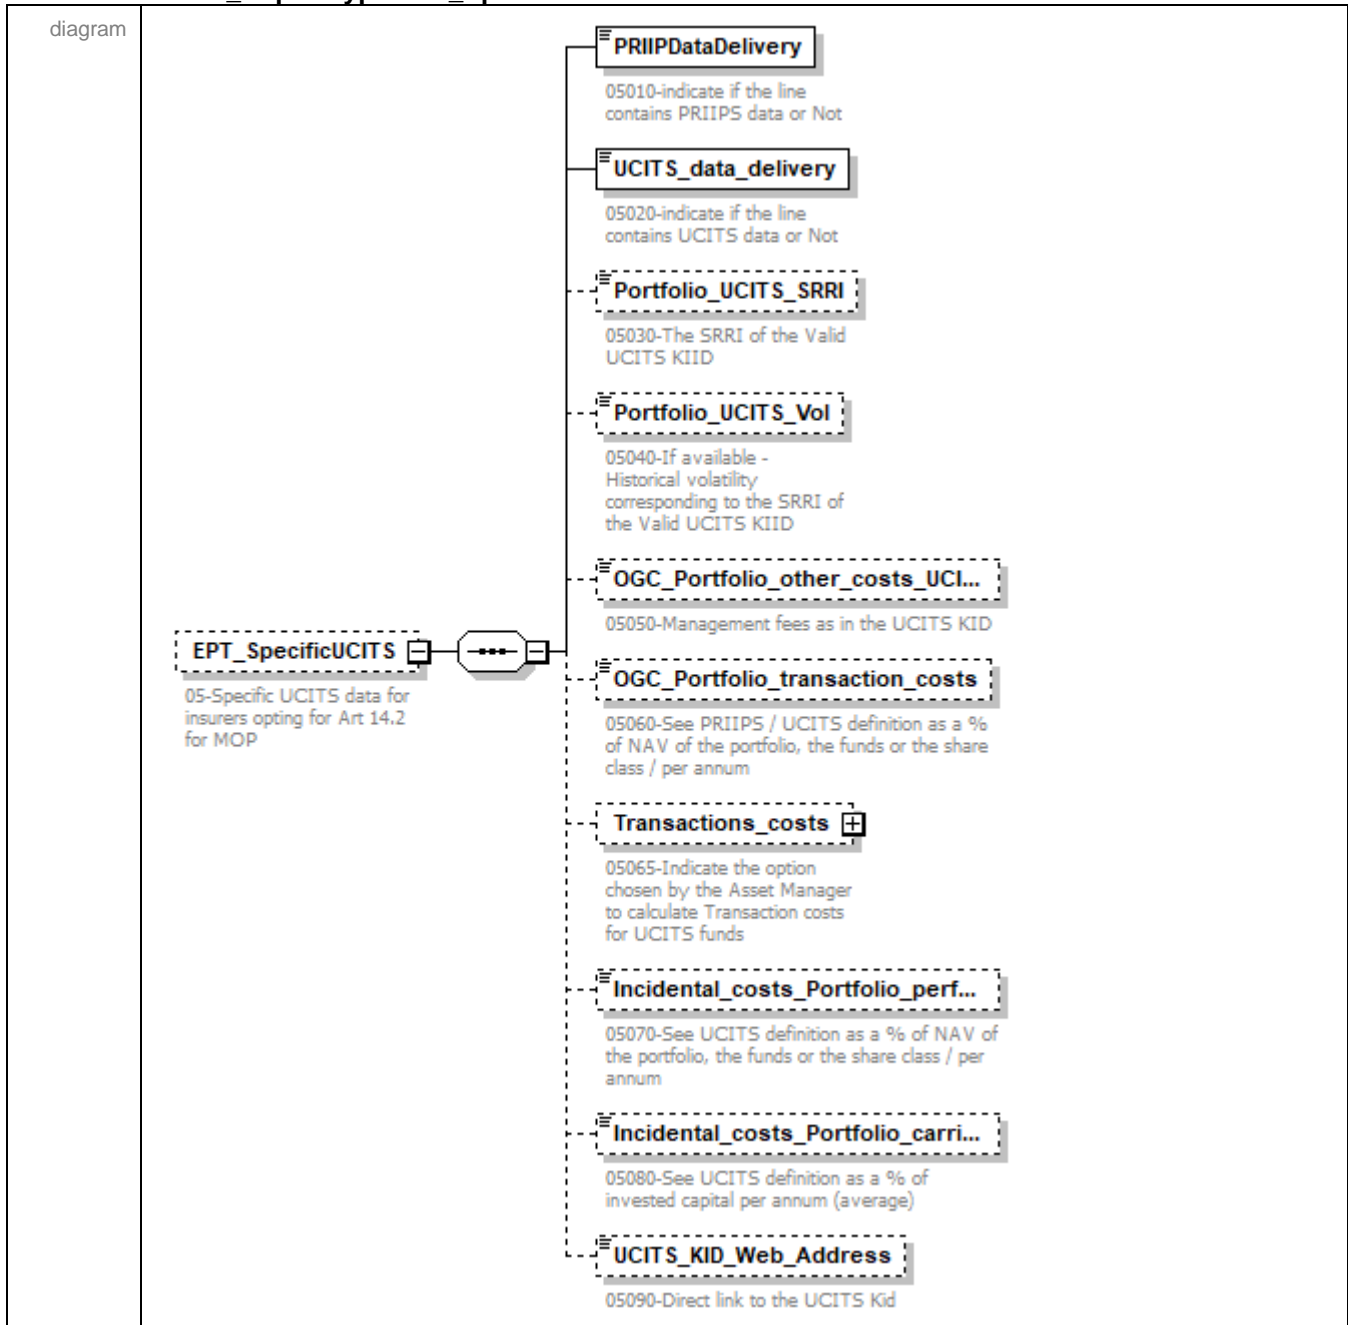 diagram
PRIIPDataDelivery
05010-indicate if the line
contains PRIIPS data or Not
UCITS_data_delivery
05020-indicate if the line
contains UCITS data or Not
Portfolio_UCITS_SRRI
05030-The SRRI of the Valid
UCITS KIID
Portfolio_UCITS_Vol
05040-If available -
Historical volatility
corresponding to the SRRI of
the Valid UCITS KIID
OGC_Portfolio_other_costs_UCI...
05050-Management fees as in the UCITS KID
EPT_SpecificUCITS
05-Specific UCITS data for
insurers opting for Art 14.2
for MOP
OGC_Portfolio_transaction_costs
05060-See PRIIPS / UCITS definition as a %
of NAV of the portfolio, the funds or the share
class / per annum
Transactions_costs
05065-Indicate the option
chosen by the Asset Manager
to calculate Transaction costs
for UCITS funds
Incidental_costs_Portfolio_perf...
05070-See UCITS definition as a % of NAV of
the portfolio, the funds or the share class / per
annum
Incidental_costs_Portfolio_carri...
05080-See UCITS definition as a % of
invested capital per annum (average)
UCITS_KID_Web_Address
05090-Direct link to the UCITS Kid